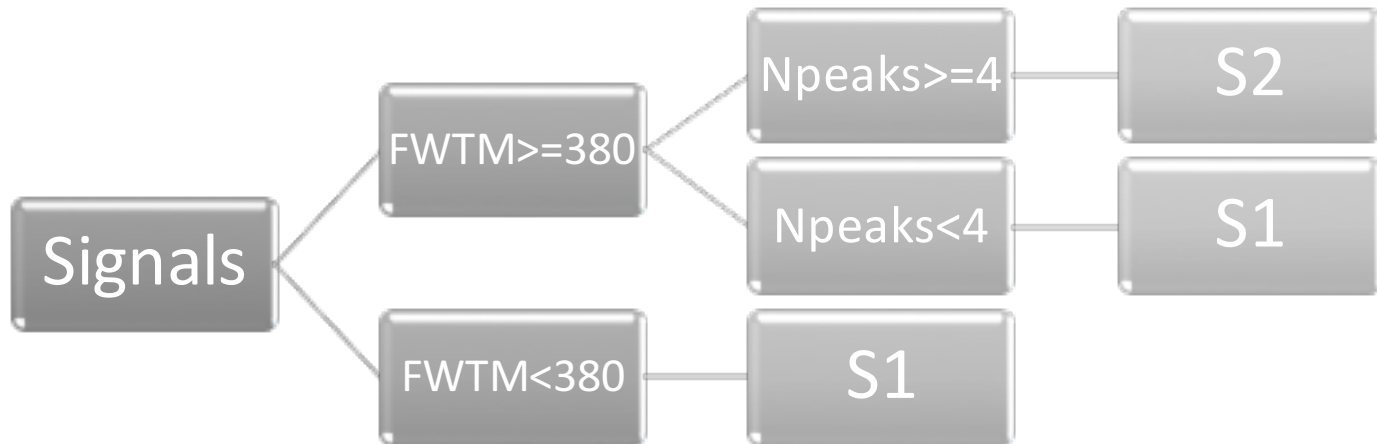 Signals
FWTM>=380
Npeaks>=4
S2
Npeaks<4
S1
FWTM<380
S1